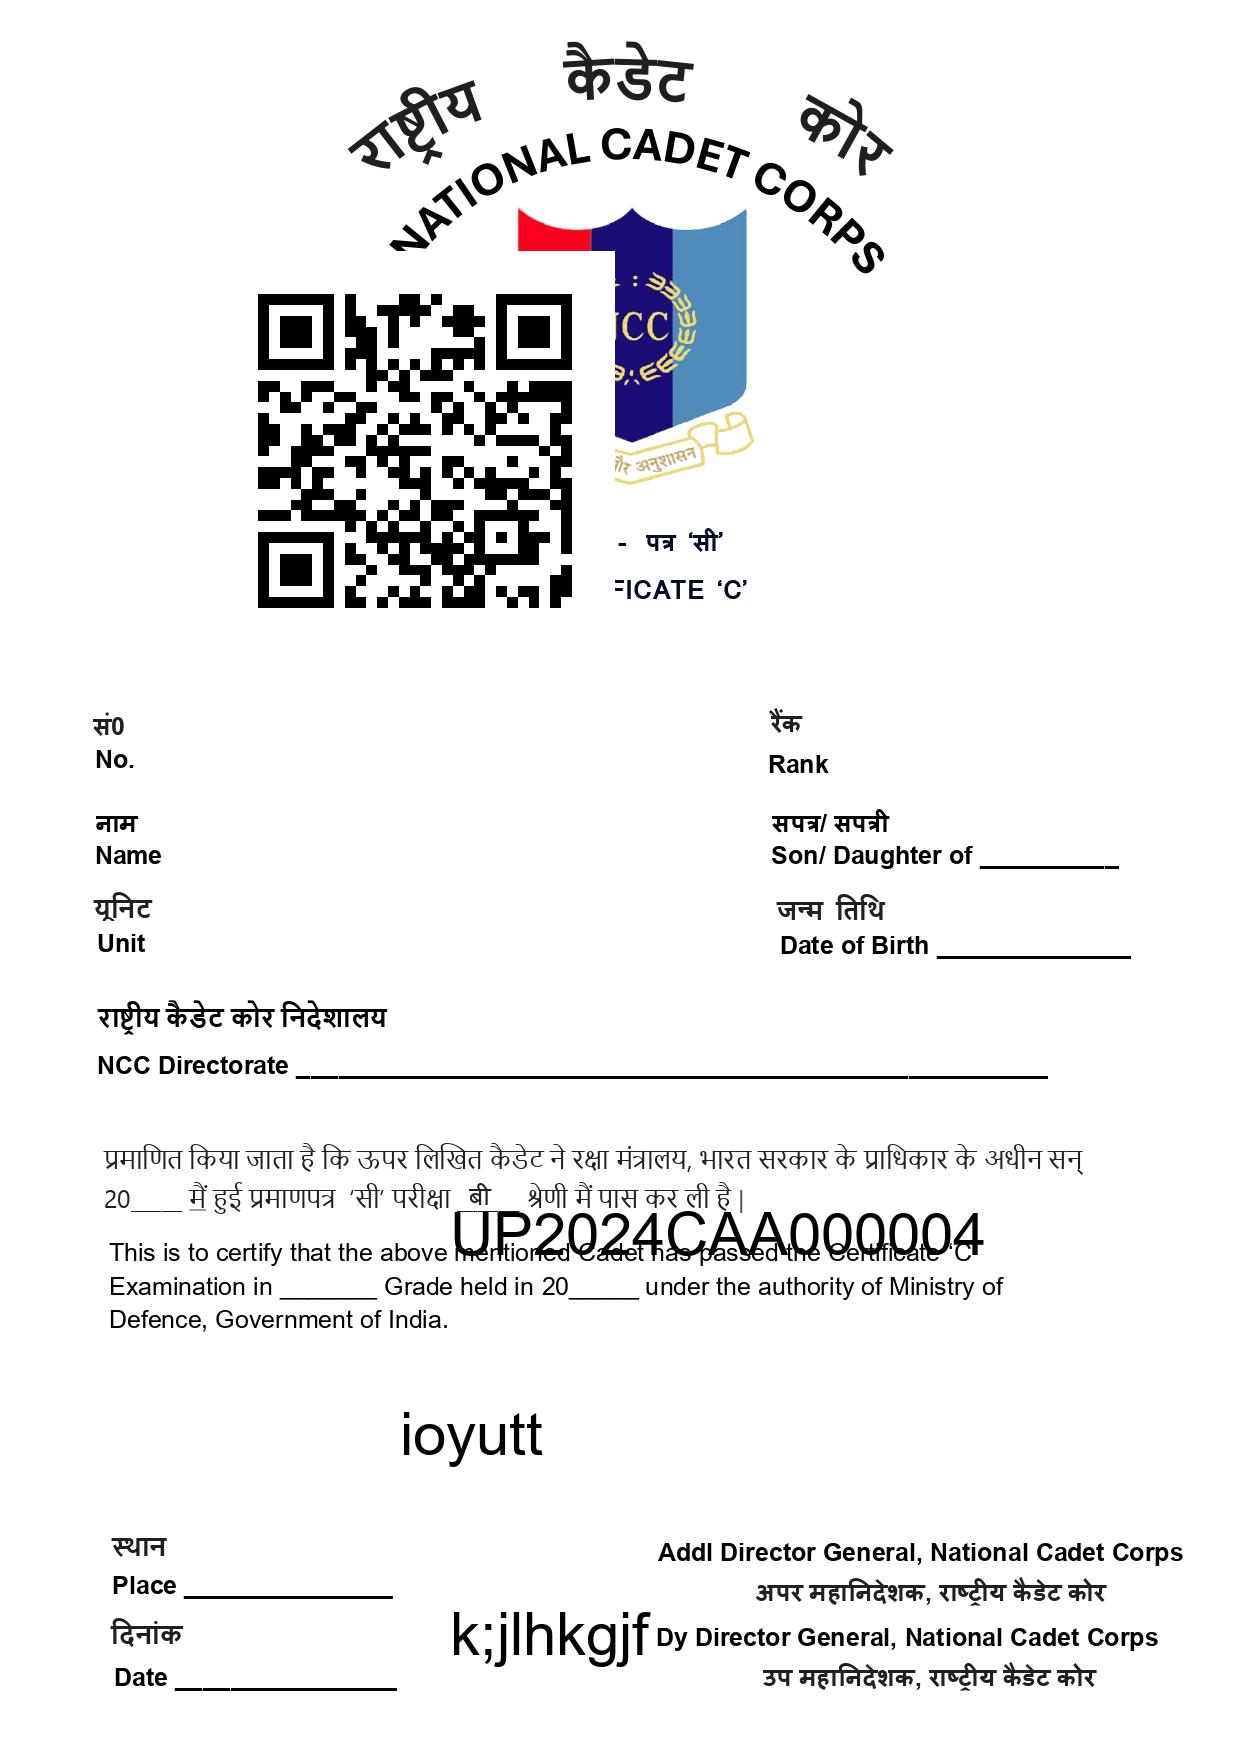 राष्ट्रीय कैडेट कोर
NATIONAL CADET CORPS
NCC
और अनुशासन
- पत्र ‘सी’
FICATE ‘C’
सं0
No.
रैंक
Rank
नाम
Name
सपत्र/ सपत्री
Son/ Daughter of __________
यूनिट
Unit
जन्म तिथि
Date of Birth ______________
राष्ट्रीय कैडेट कोर निदेशालय
NCC Directorate ______________________________________________________
प्रमाणित किया जाता है कि ऊपर लिखित कैडेट ने रक्षा मंत्रालय, भारत सरकार के प्राधिकार के अधीन सन्
20____ मैं हुई प्रमाणपत्र ‘सी’ परीक्षा _बी__ श्रेणी मैं पास कर ली है |
UP2024CAA000004
This is to certify that the above mentioned Cadet has passed the Certificate ‘C’
Examination in _______ Grade held in 20_____ under the authority of Ministry of
Defence, Government of India.
ioyutt
स्थान
Place _______________
दिनांक
Date ________________
k;jlhkgjf
Addl Director General, National Cadet Corps
अपर महानिदेशक, राष्ट्रीय कैडेट कोर
Dy Director General, National Cadet Corps
उप महानिदेशक, राष्ट्रीय कैडेट कोर